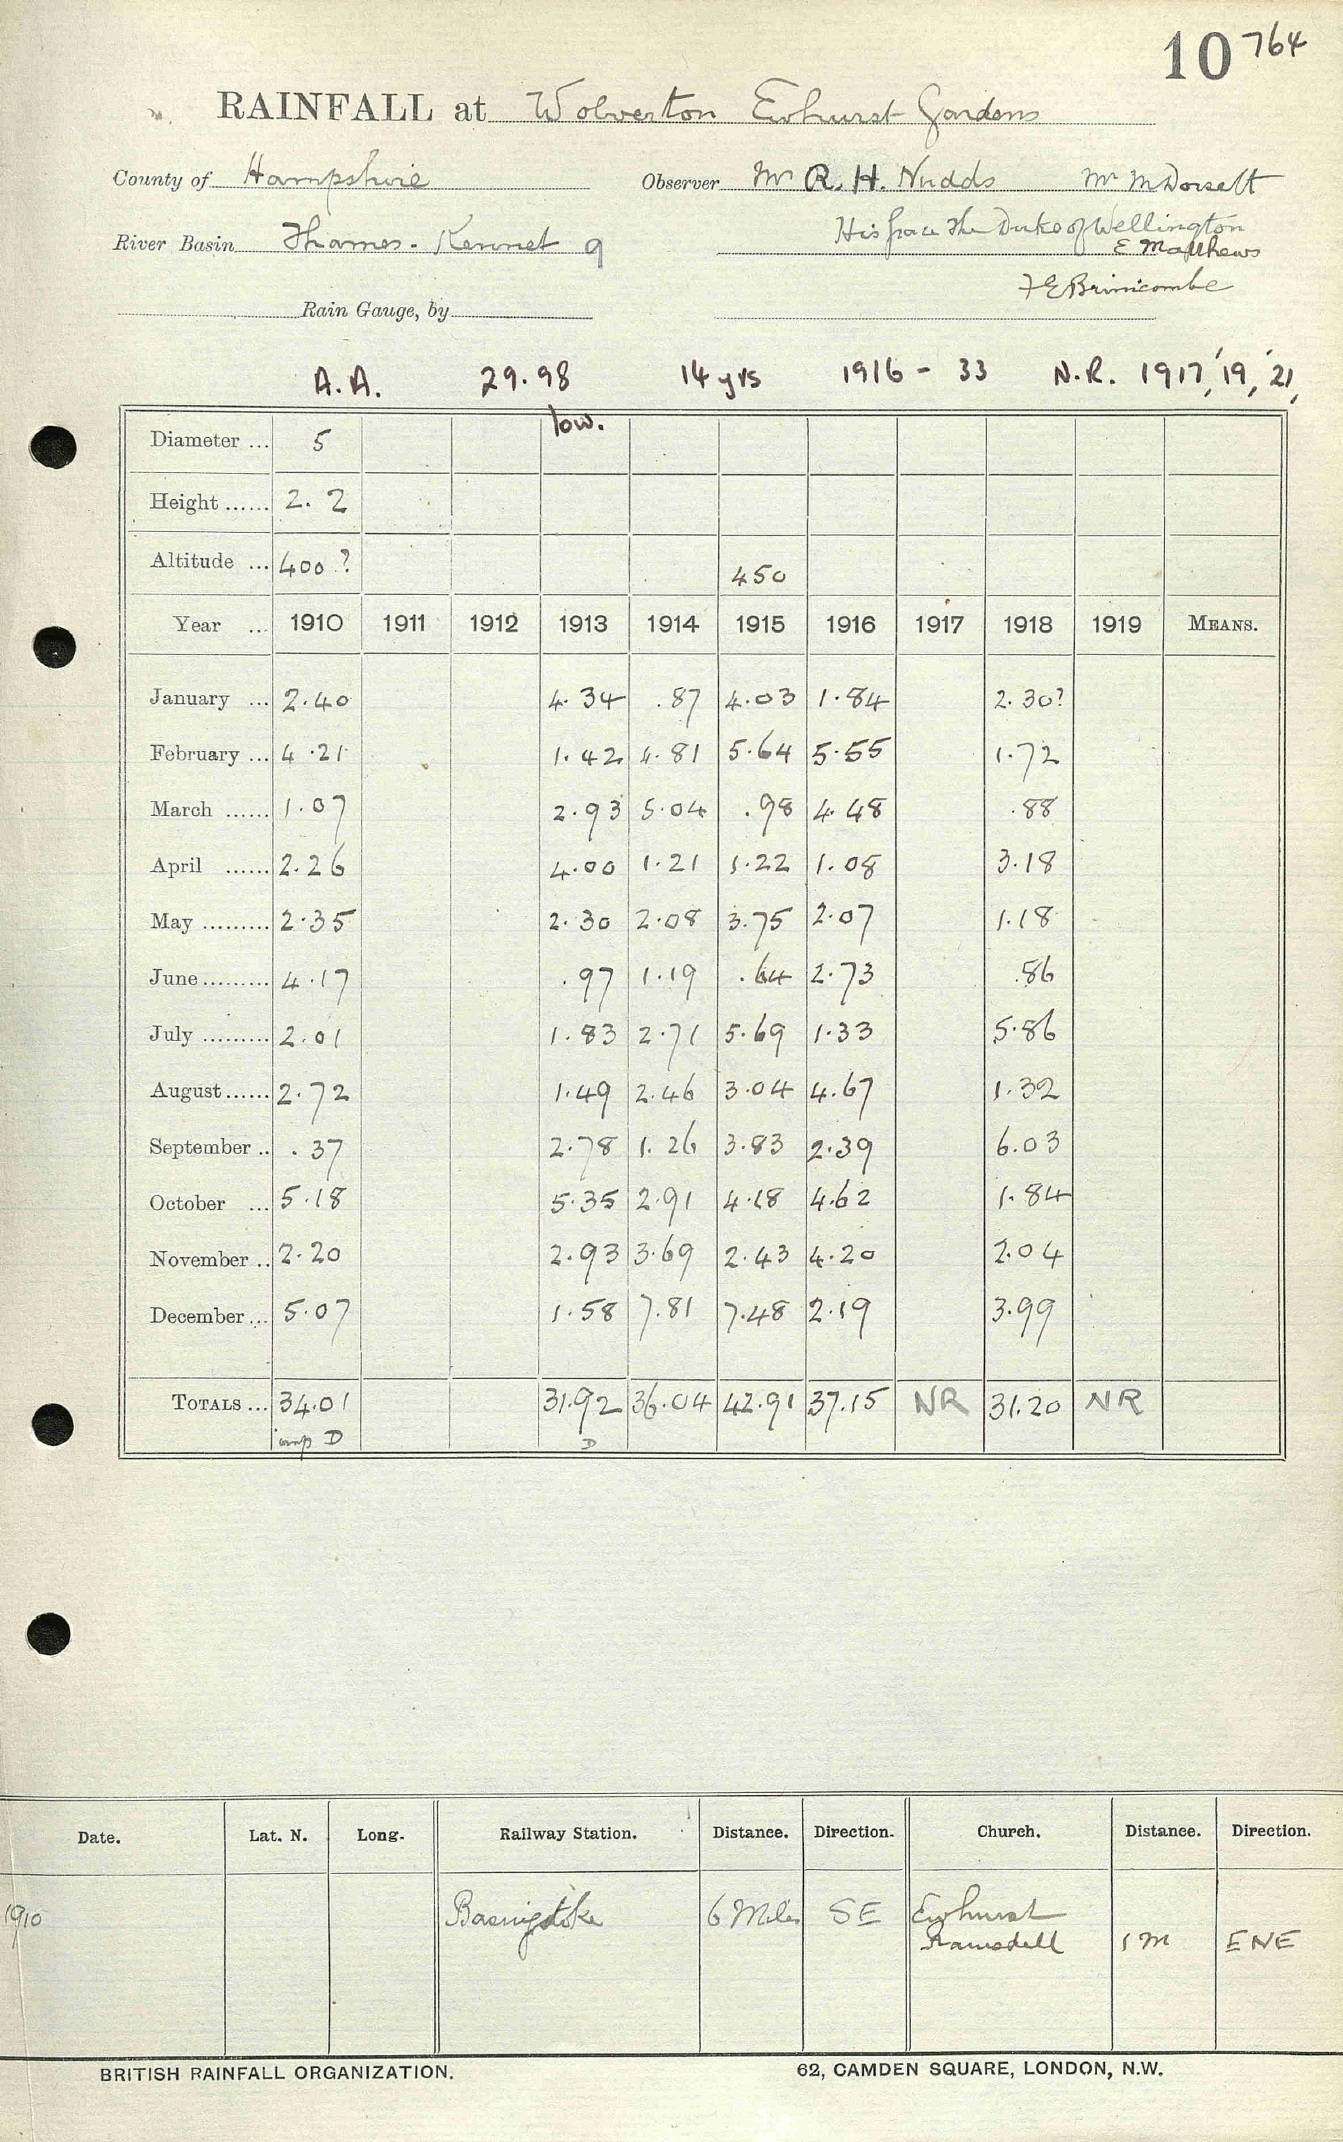 10 764
RAINFALL at Wolverton Ewhurst Gardens
County of Hampshire Observer Mr R. H. Nudds Mr M Dorsett
His Grace the Duke of Wellington
River Basin Thames - Kennet 9 E Matthews
F E Brimicombe
Rain Gauge, by
A.A. 29.98 14 yrs 1916 - 33 N.R. 1917, '19, '21,
low.
Diameter ... 5
Height ...... 2. 2
Altitude ... 400 ? 450
Year ... 1910 1911 1912 1913 1914 1915 1916 1917 1918 1919 MEANS.
January ... 2.40 4.34 .87 4.03 1.84 2.30?
February ... 4.21 1.42 4.81 5.64 5.55 1.72
March ...... 1.07 2.93 5.04 .98 4.48 .88
April ...... 2.26 4.00 1.21 1.22 1.08 3.18
May ......... 2.35 2.30 2.08 3.75 2.07 1.18
June ......... 4.17 .97 1.19 .64 2.73 .86
July ......... 2.01 1.83 2.71 5.69 1.33 5.86
August ...... 2.72 1.49 2.46 3.04 4.67 1.32
September .. .37 2.78 1.26 3.83 2.39 6.03
October ... 5.18 5.35 2.91 4.18 4.62 1.84
November .. 2.20 2.93 3.69 2.43 4.20 2.04
December ... 5.07 1.58 7.81 7.48 2.19 3.99
TOTALS ... 34.01 31.92 36.04 42.91 37.15 NR 31.20 NR
D D
Date. Lat. N. Long. Railway Station. Distance. Direction. Church. Distance. Direction.
1910 Basingstoke 6 Miles SE Ewhurst
Ramsdell 1 M ENE
BRITISH RAINFALL ORGANIZATION. 62, CAMDEN SQUARE, LONDON, N.W.